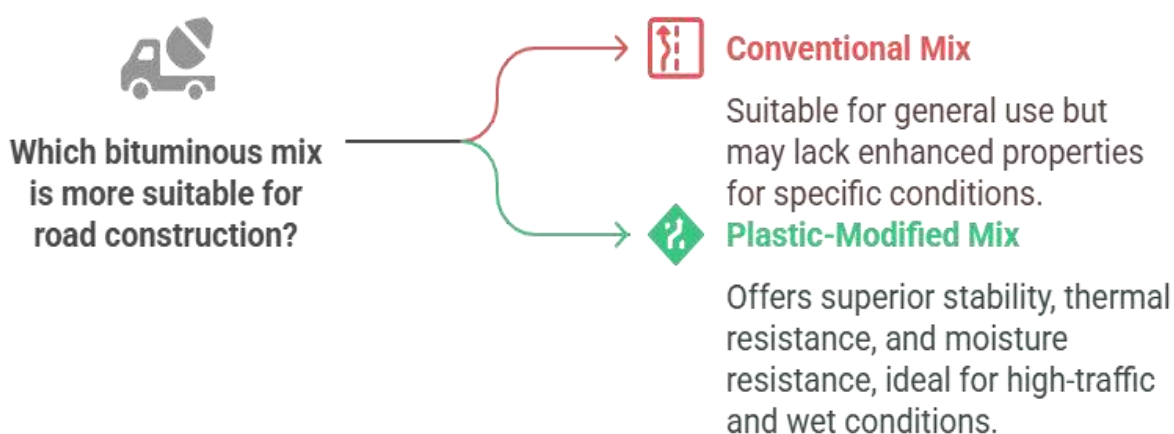 Which bituminous mix
is more suitable for
road construction?
Conventional Mix
Suitable for general use but
may lack enhanced properties
for specific conditions.
Plastic-Modified Mix
Offers superior stability, thermal
resistance, and moisture
resistance, ideal for high-traffic
and wet conditions.